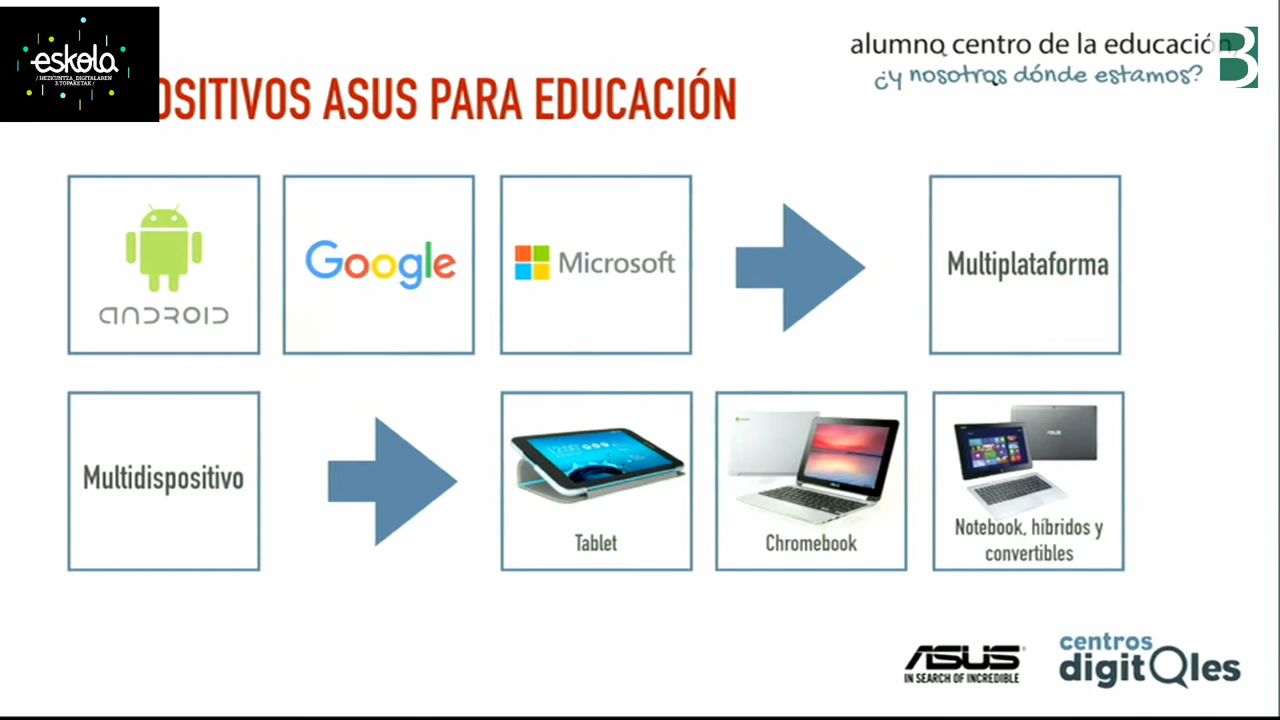 eskola
/HEZKUNTZA_DIGITALAREN
3.TOPAKETAK/
alumno centro de la educación,
¿y nosotros dónde estamos?
B
OSITIVOS ASUS PARA EDUCACIÓN
ANDROID
Google
Microsoft
Multiplataforma
Multidispositivo
Tablet
Chromebook
Notebook, híbridos y
convertibles
ASUS
IN SEARCH OF INCREDIBLE
centros
digitales